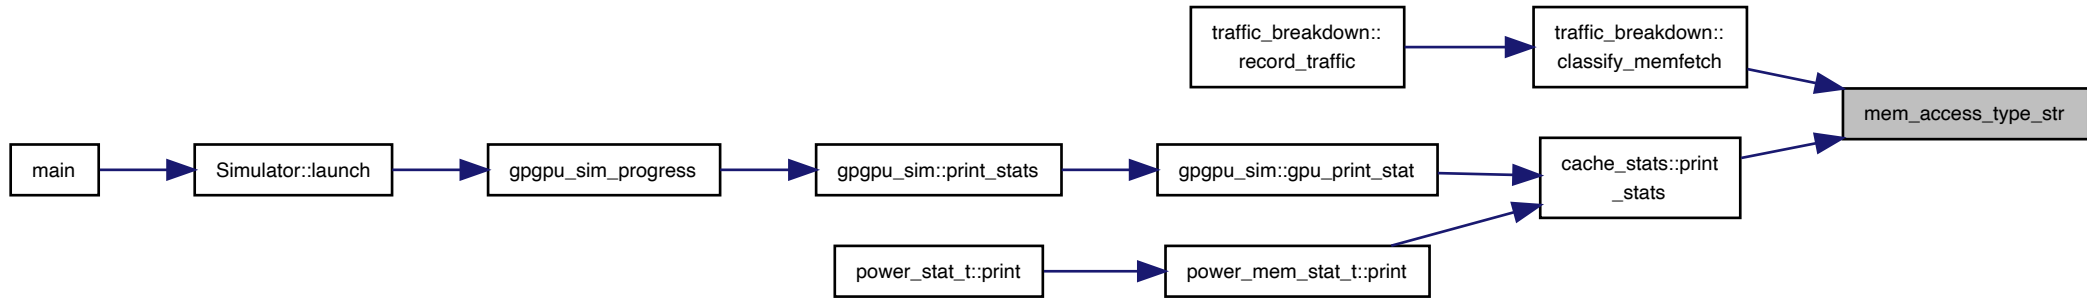 traffic_breakdown::
record_traffic
traffic_breakdown::
classify_memfetch
mem_access_type_str
main
Simulator::launch
gpgpu_sim_progress
gpgpu_sim::print_stats
gpgpu_sim::gpu_print_stat
cache_stats::print
_stats
power_stat_t::print
power_mem_stat_t::print